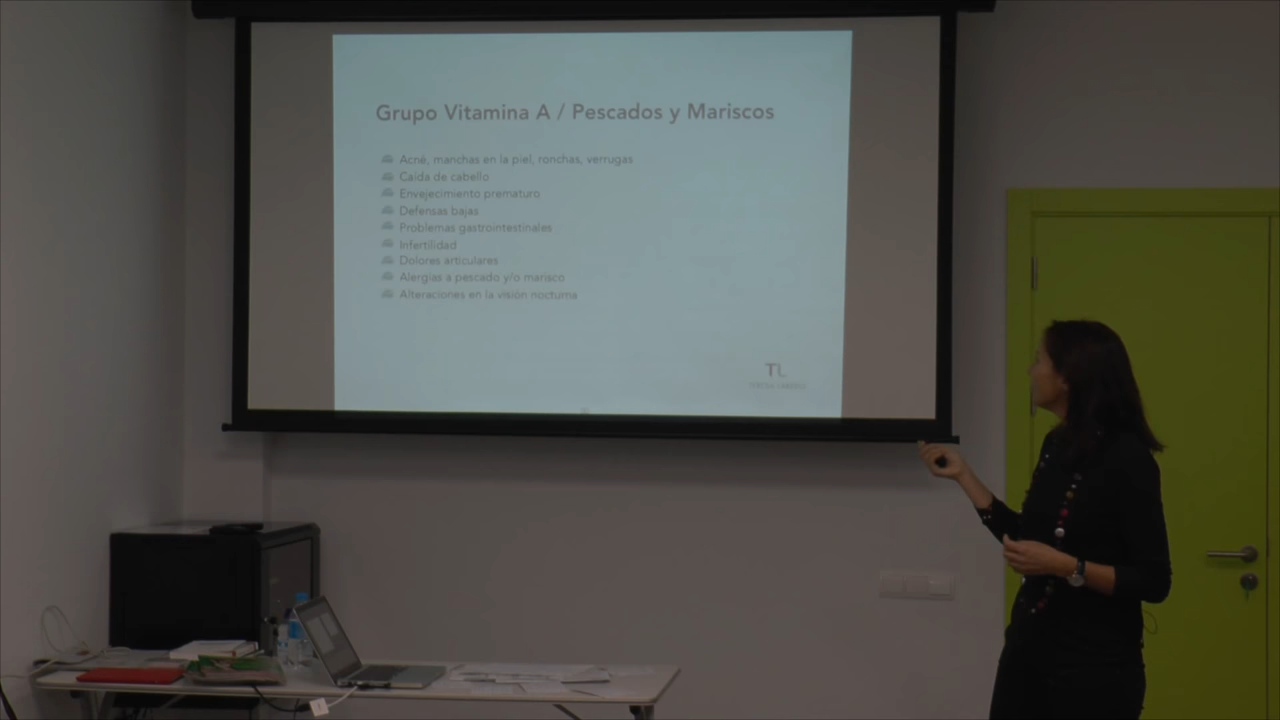 Grupo Vitamina A / Pescados y Mariscos
Acné, manchas en la piel, ronchas, verrugas
Caída de cabello
Envejecimiento prematuro
Defensas bajas
Problemas gastrointestinales
Infertilidad
Dolores articulares
Alergias a pescado y/o marisco
Alteraciones en la visión nocturna
TL